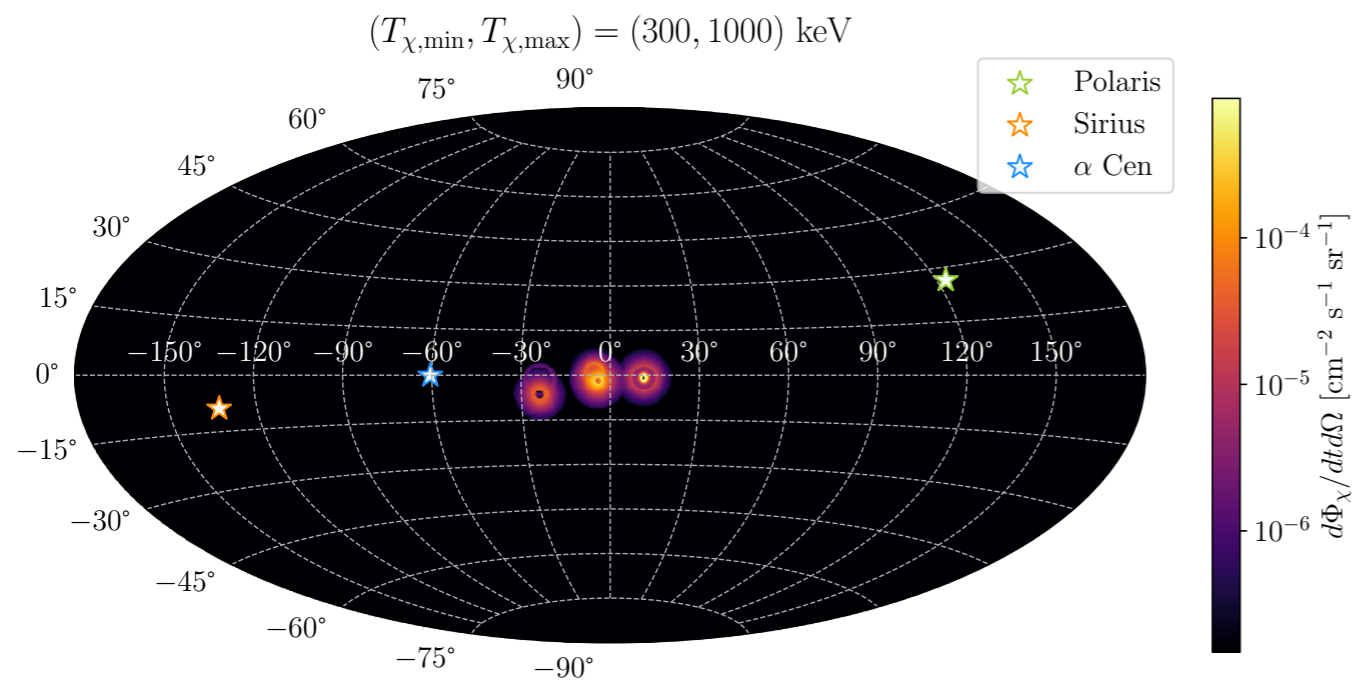 (T_{χ,min}, T_{χ,max}) = (300, 1000) keV
Polaris
Sirius
α Cen
90°
75°
60°
45°
30°
15°
0°
−15°
−30°
−45°
−60°
−75°
−90°
−150° −120° −90° −60° −30° 0° 30° 60° 90° 120° 150°
10⁻⁴
10⁻⁵
10⁻⁶
dΦ_χ/dtdΩ [cm⁻² s⁻¹ sr⁻¹]